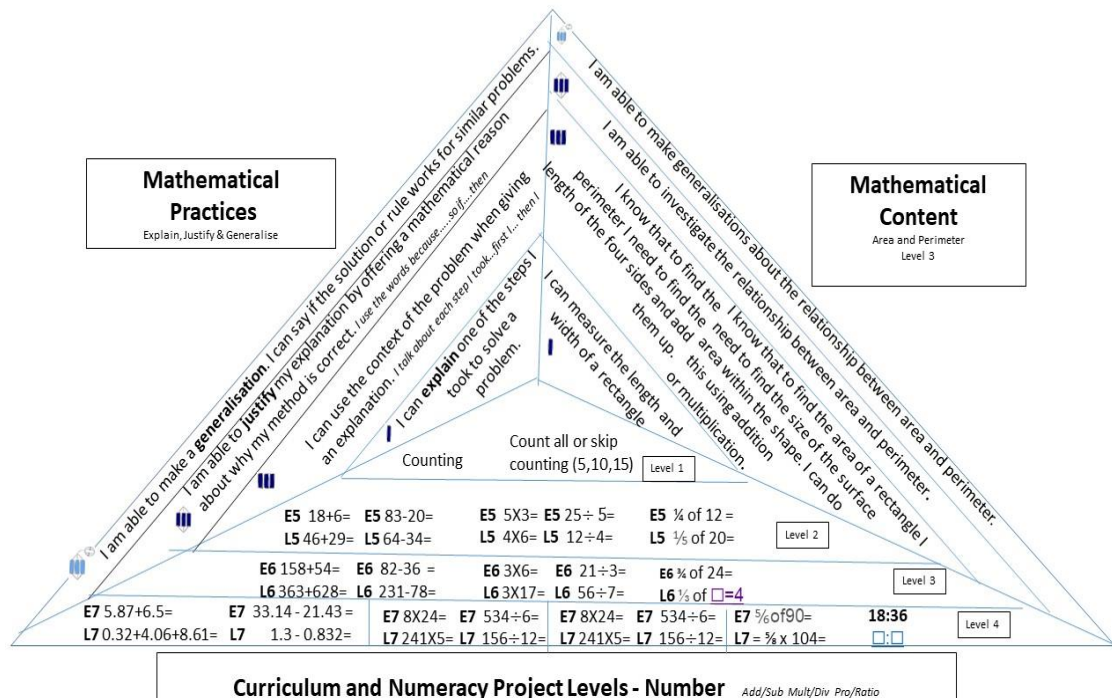 Mathematical
Practices
Explain, Justify & Generalise
Mathematical
Content
Area and Perimeter
Level 3
I am able to make a generalisation. I can say if the solution or rule works for similar problems.
I am able to justify my explanation by offering a mathematical reason
about why my method is correct. I use the words because.....so if....then
I can use the context of the problem when giving
an explanation. I talk about each step I took...first I... then I
I can explain one of the steps I
took to solve a
problem.
I am able to make generalisations about the relationship between area and perimeter.
I am able to investigate the relationship between area and perimeter.
I know that to find the area of a rectangle I
need to find the size of the surface
area within the shape. I can do
this using addition
or multiplication.
I know that to find the
perimeter I need to find the
length of the four sides and add
them up.
I can measure the length and
width of a rectangle
Counting
Count all or skip
counting (5,10,15)
Level 1
E5 18+6= E5 83-20= E5 5X3= E5 25÷ 5= E5 ¼ of 12 =
L5 46+29= L5 64-34= L5 4X6= L5 12÷4= L5 ⅕ of 20=
Level 2
E6 158+54= E6 82-36 = E6 3X6= E6 21÷3= E6 ¾ of 24=
L6 363+628= L6 231-78= L6 3X17= L6 56÷7= L6 ⅓ of □=4
Level 3
E7 5.87+6.5= E7 33.14 - 21.43 = E7 8X24= E7 534÷6= E7 8X24= E7 534÷6= E7 ⅚of90= 18:36
L7 0.32+4.06+8.61= L7 1.3 - 0.832= L7 241X5= L7 156÷12= L7 241X5= L7 156÷12= L7 = ⅝ x 104= □:□
Level 4
Curriculum and Numeracy Project Levels - Number Add/Sub Mult/Div Pro/Ratio